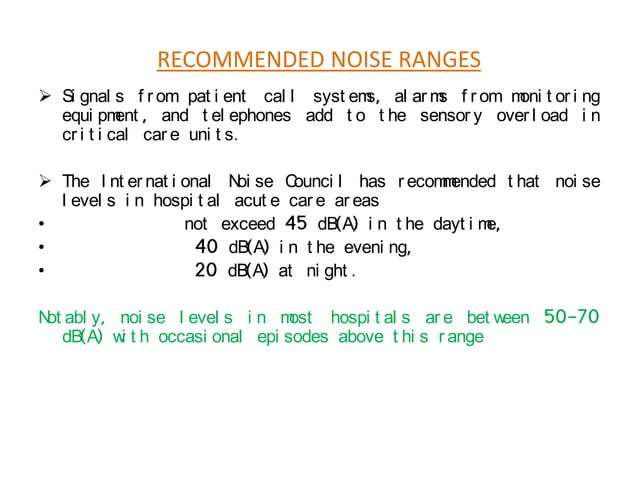 RECOMMENDED NOISE RANGES
➢ Signals from patient call systems, alarms from monitoring
equipment, and telephones add to the sensory overload in
critical care units.
➢ The International Noise Council has recommended that noise
levels in hospital acute care areas
• not exceed 45 dB(A) in the daytime,
• 40 dB(A) in the evening,
• 20 dB(A) at night.
Notably, noise levels in most hospitals are between 50-70
dB(A) with occasional episodes above this range